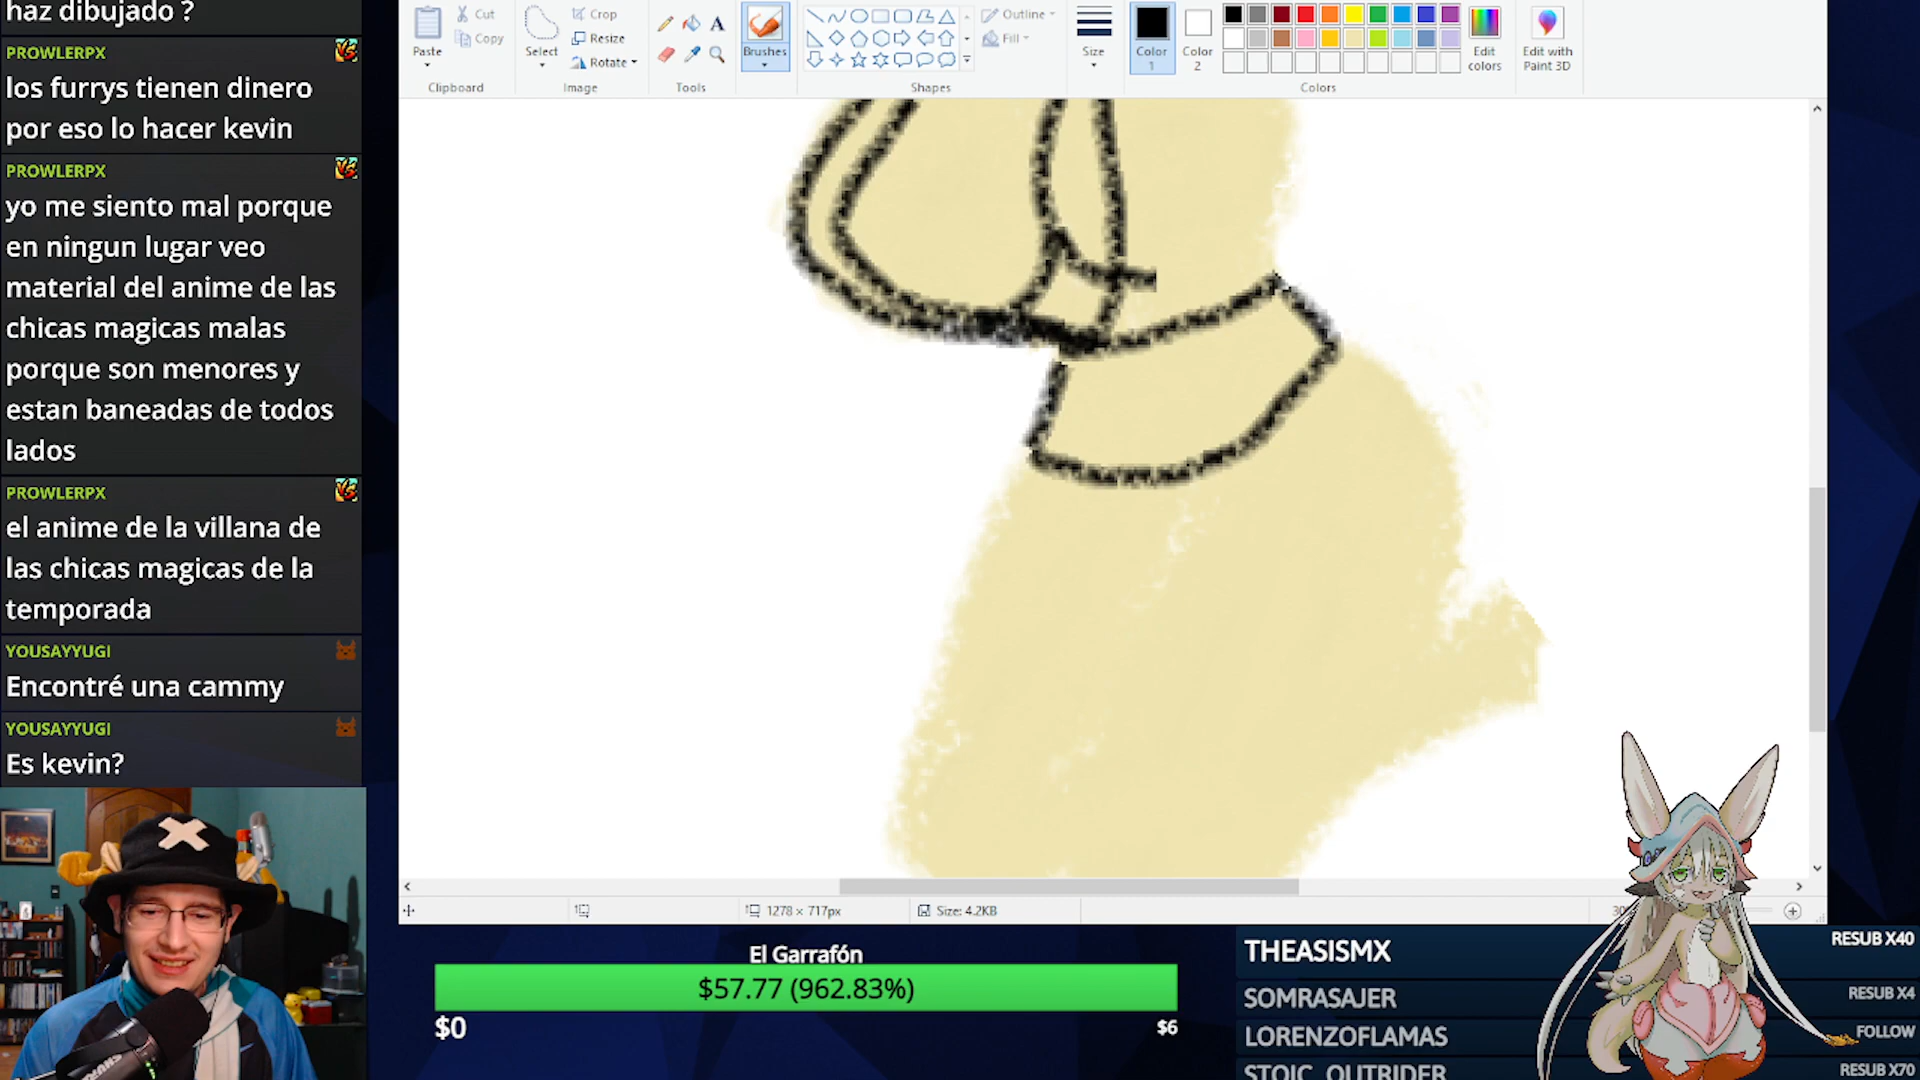 haz dibujado ?
PROWLERPX
los furrys tienen dinero
por eso lo hacer kevin
PROWLERPX
yo me siento mal porque
en ningun lugar veo
material del anime de las
chicas magicas malas
porque son menores y
estan baneadas de todos
lados
PROWLERPX
el anime de la villana de
las chicas magicas de la
temporada
YOUSAYYUGI
Encontré una cammy
YOUSAYYUGI
Es kevin?
Paste
Cut
Copy
Clipboard
Select
Crop
Resize
Rotate
Image
Tools
Brushes
Shapes
Outline
Fill
Size
Color
1
Color
2
Colors
Edit
colors
Edit with
Paint 3D
1278 × 717px
Size: 4.2KB
El Garrafón
$57.77 (962.83%)
$0
$6
THEASISMX
RESUB X40
SOMRASAJER
RESUB X4
LORENZOFLAMAS
FOLLOW
STOIC_OUTRIDER
RESUB X70